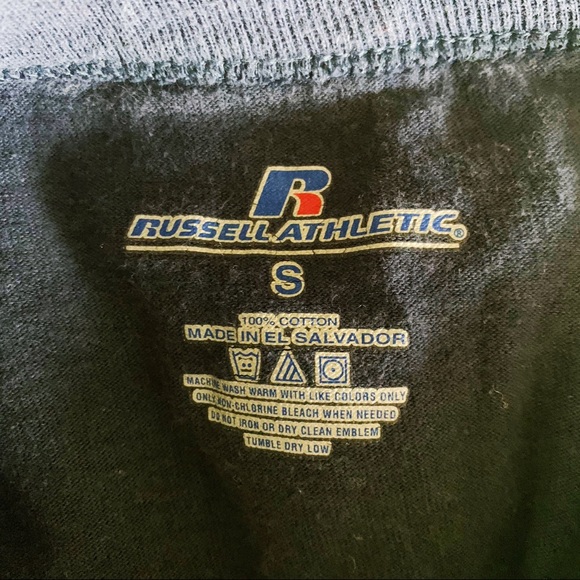 R
RUSSELL ATHLETIC®
S
100% COTTON
MADE IN EL SALVADOR
MACHINE WASH WARM WITH LIKE COLORS ONLY
ONLY NON-CHLORINE BLEACH WHEN NEEDED
DO NOT IRON OR DRY CLEAN EMBLEM
TUMBLE DRY LOW